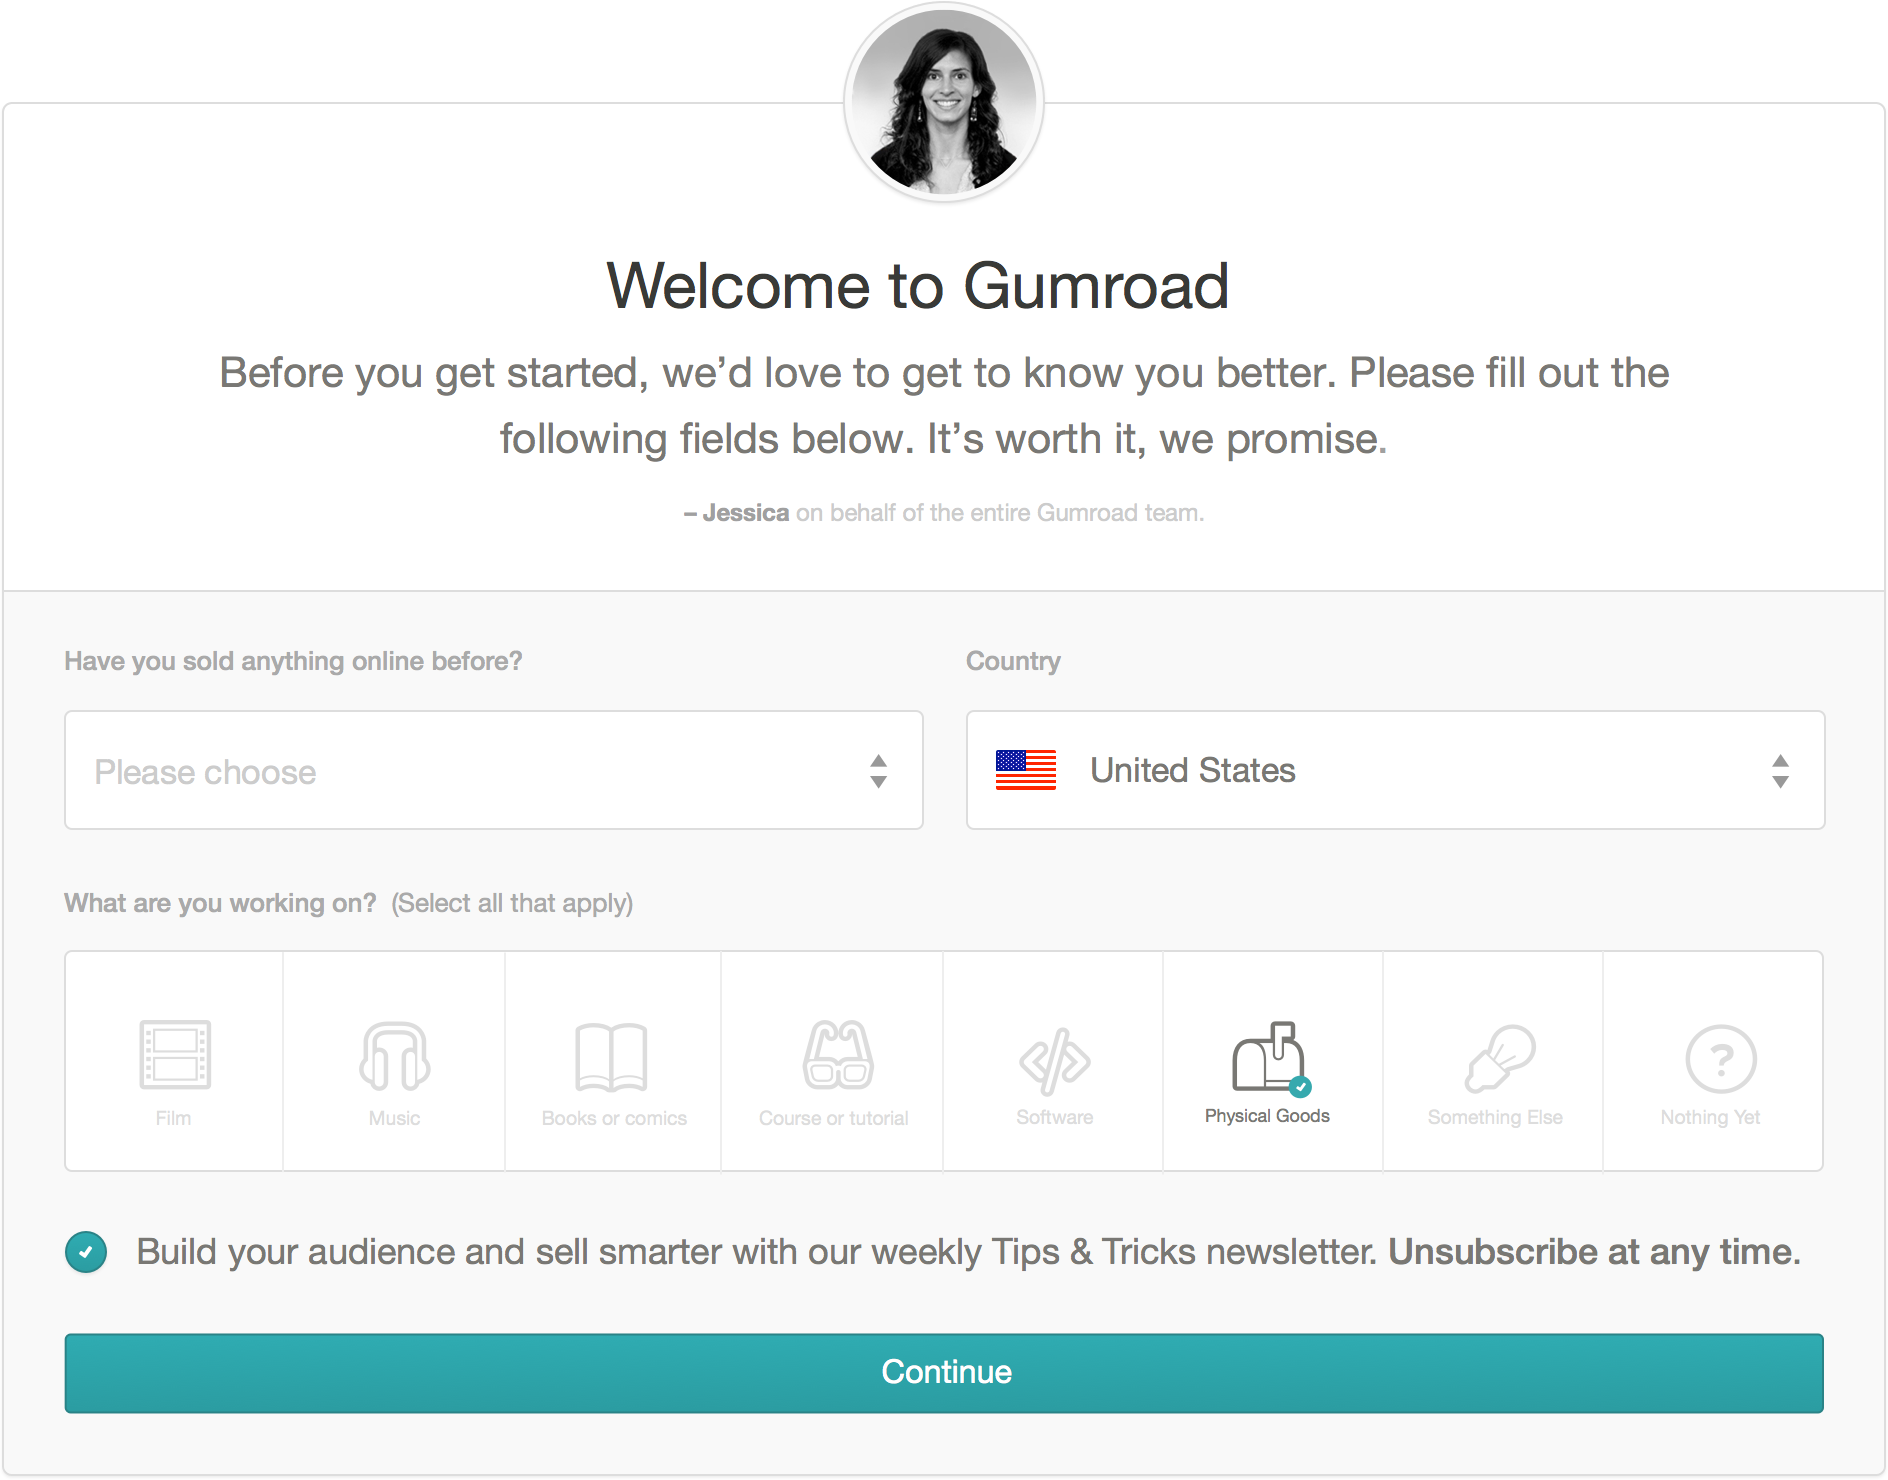 Welcome to Gumroad
Before you get started, we’d love to get to know you better. Please fill out the
following fields below. It’s worth it, we promise.
– Jessica on behalf of the entire Gumroad team.
Have you sold anything online before?
Country
Please choose
United States
What are you working on? (Select all that apply)
Film
Music
Books or comics
Course or tutorial
Software
Physical Goods
Something Else
?
Nothing Yet
Build your audience and sell smarter with our weekly Tips & Tricks newsletter. Unsubscribe at any time.
Continue